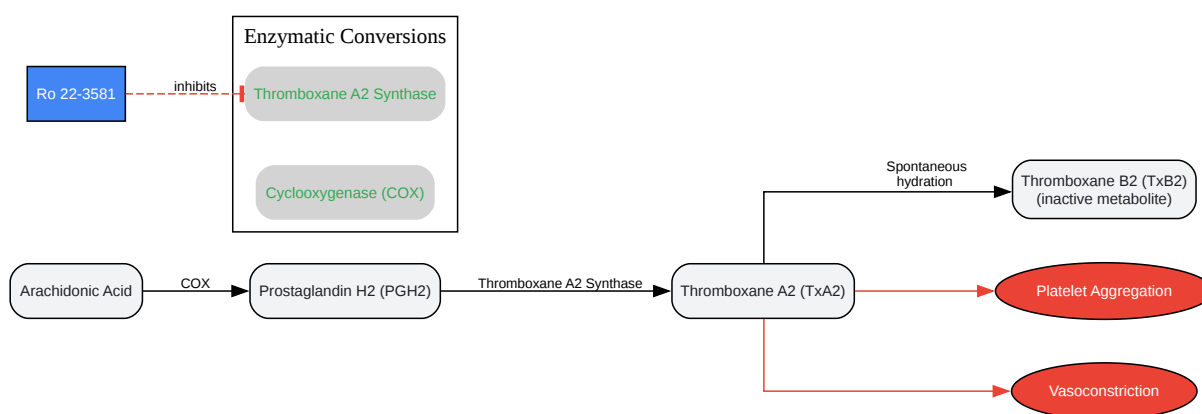 Enzymatic Conversions
Ro 22-3581
inhibits
Thromboxane A2 Synthase
Cyclooxygenase (COX)
Spontaneous
hydration
Thromboxane B2 (TxB2)
(inactive metabolite)
Arachidonic Acid
COX
Prostaglandin H2 (PGH2)
Thromboxane A2 Synthase
Thromboxane A2 (TxA2)
Platelet Aggregation
Vasoconstriction